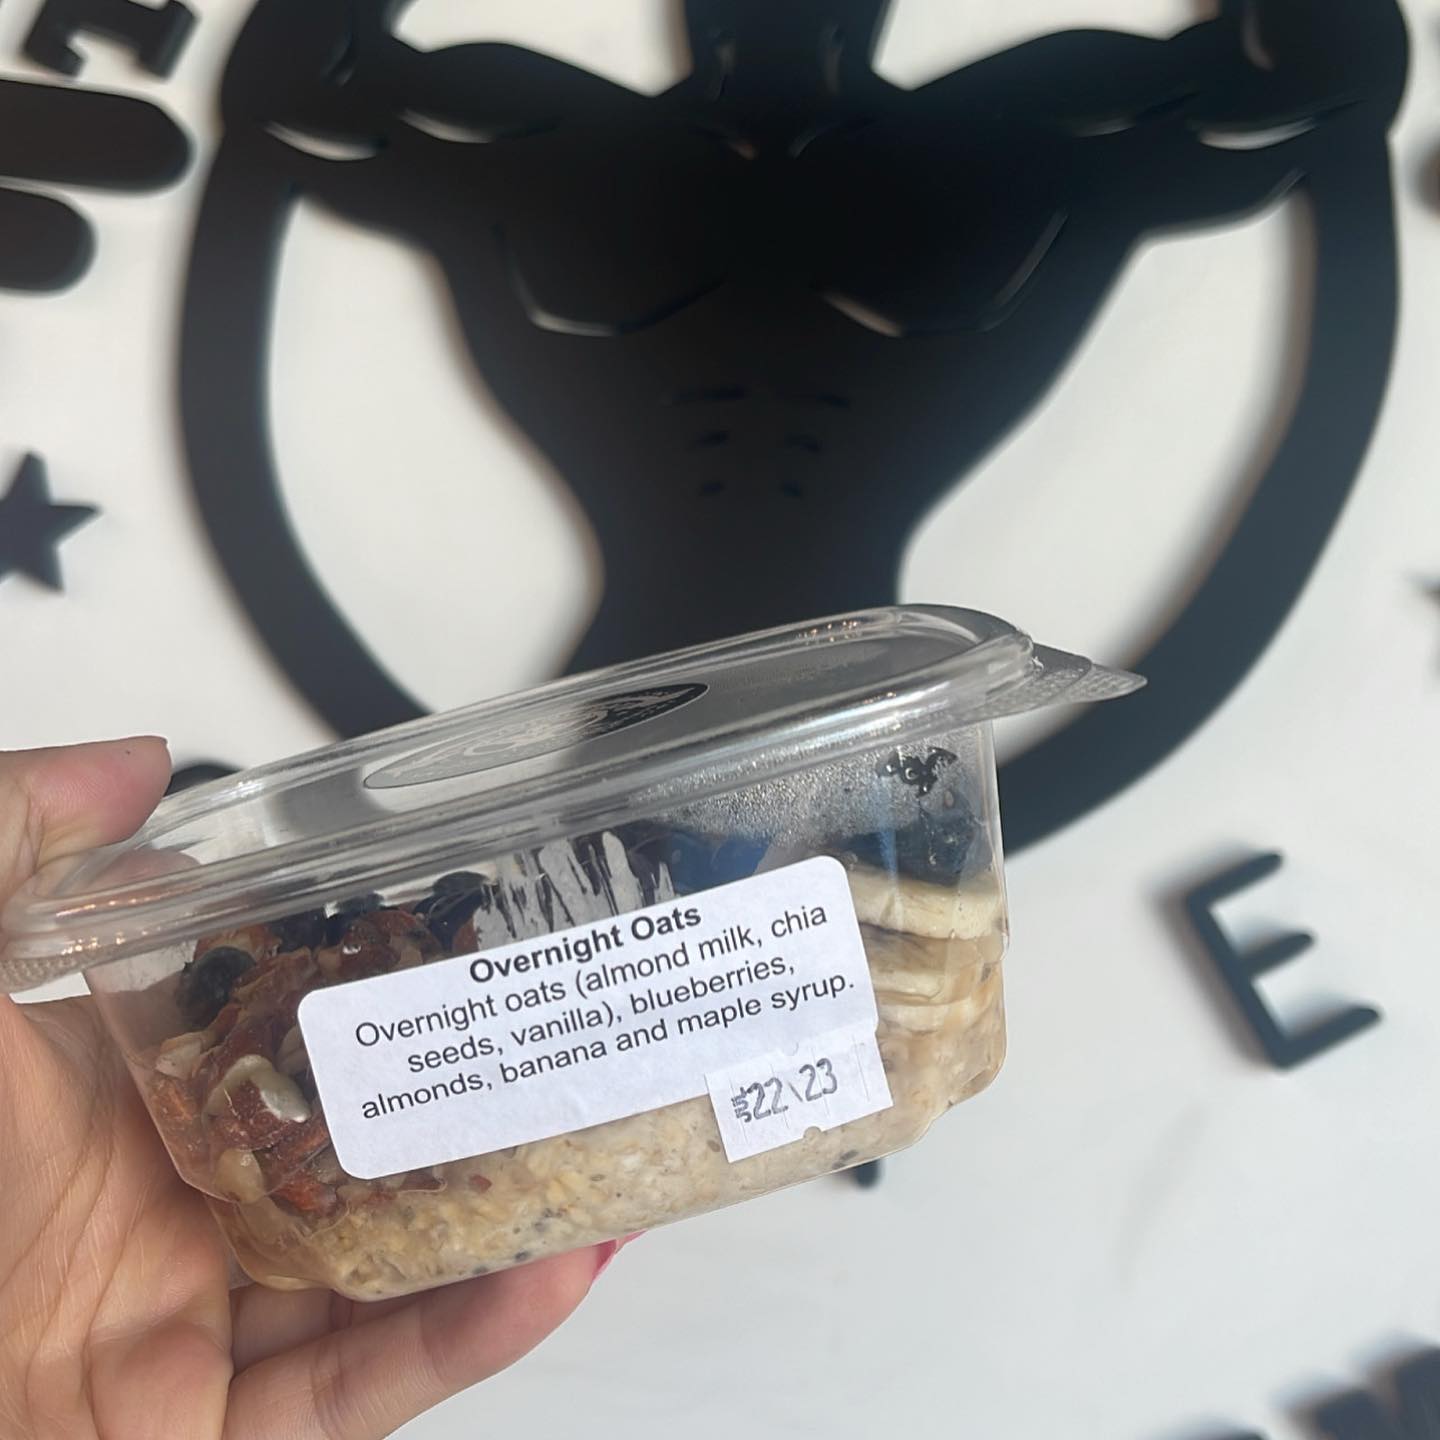 Overnight Oats
Overnight oats (almond milk, chia
seeds, vanilla), blueberries,
almonds, banana and maple syrup.
22\23
E